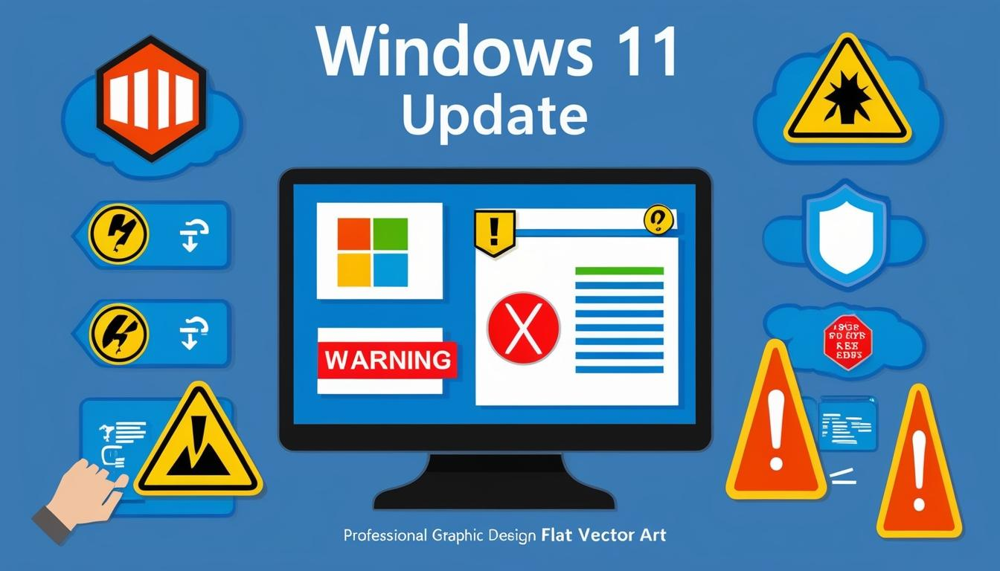 Windows 11
Update
WARNING
Professional Graphic Design Flat Vector Art